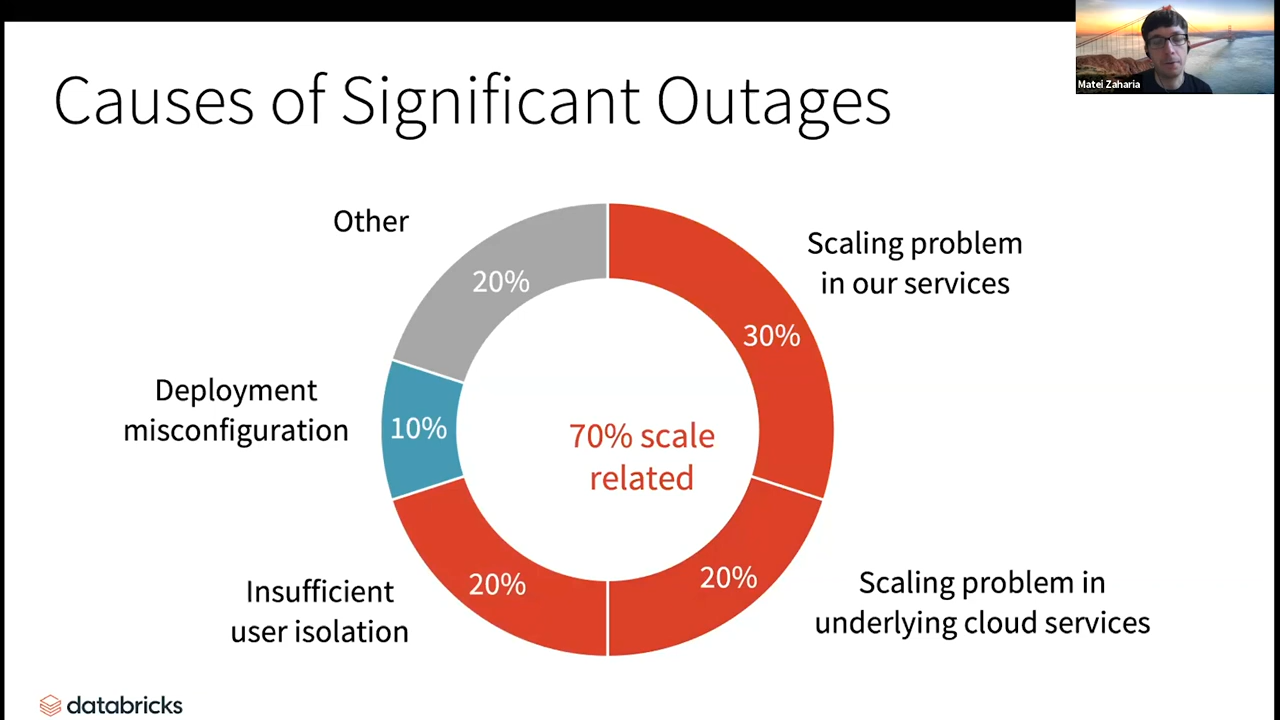 Matei Zaharia
Causes of Significant Outages
Other
20%
Scaling problem
in our services
30%
Deployment
misconfiguration
10%
70% scale
related
Insufficient
user isolation
20%
20%
Scaling problem in
underlying cloud services
databricks